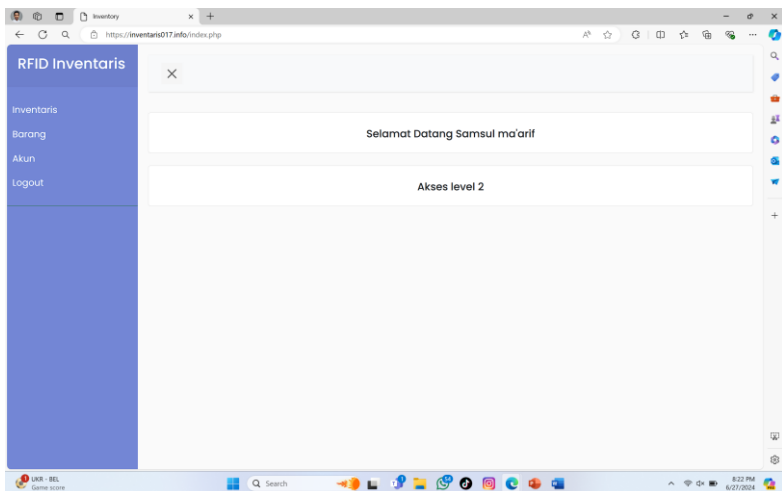 Inventory
https://inventaris017.info/index.php
RFID Inventaris
Inventaris
Barang
Akun
Logout
Selamat Datang Samsul ma'arif
Akses level 2
UKR - BEL
Game score
Search
8:22 PM
6/27/2024